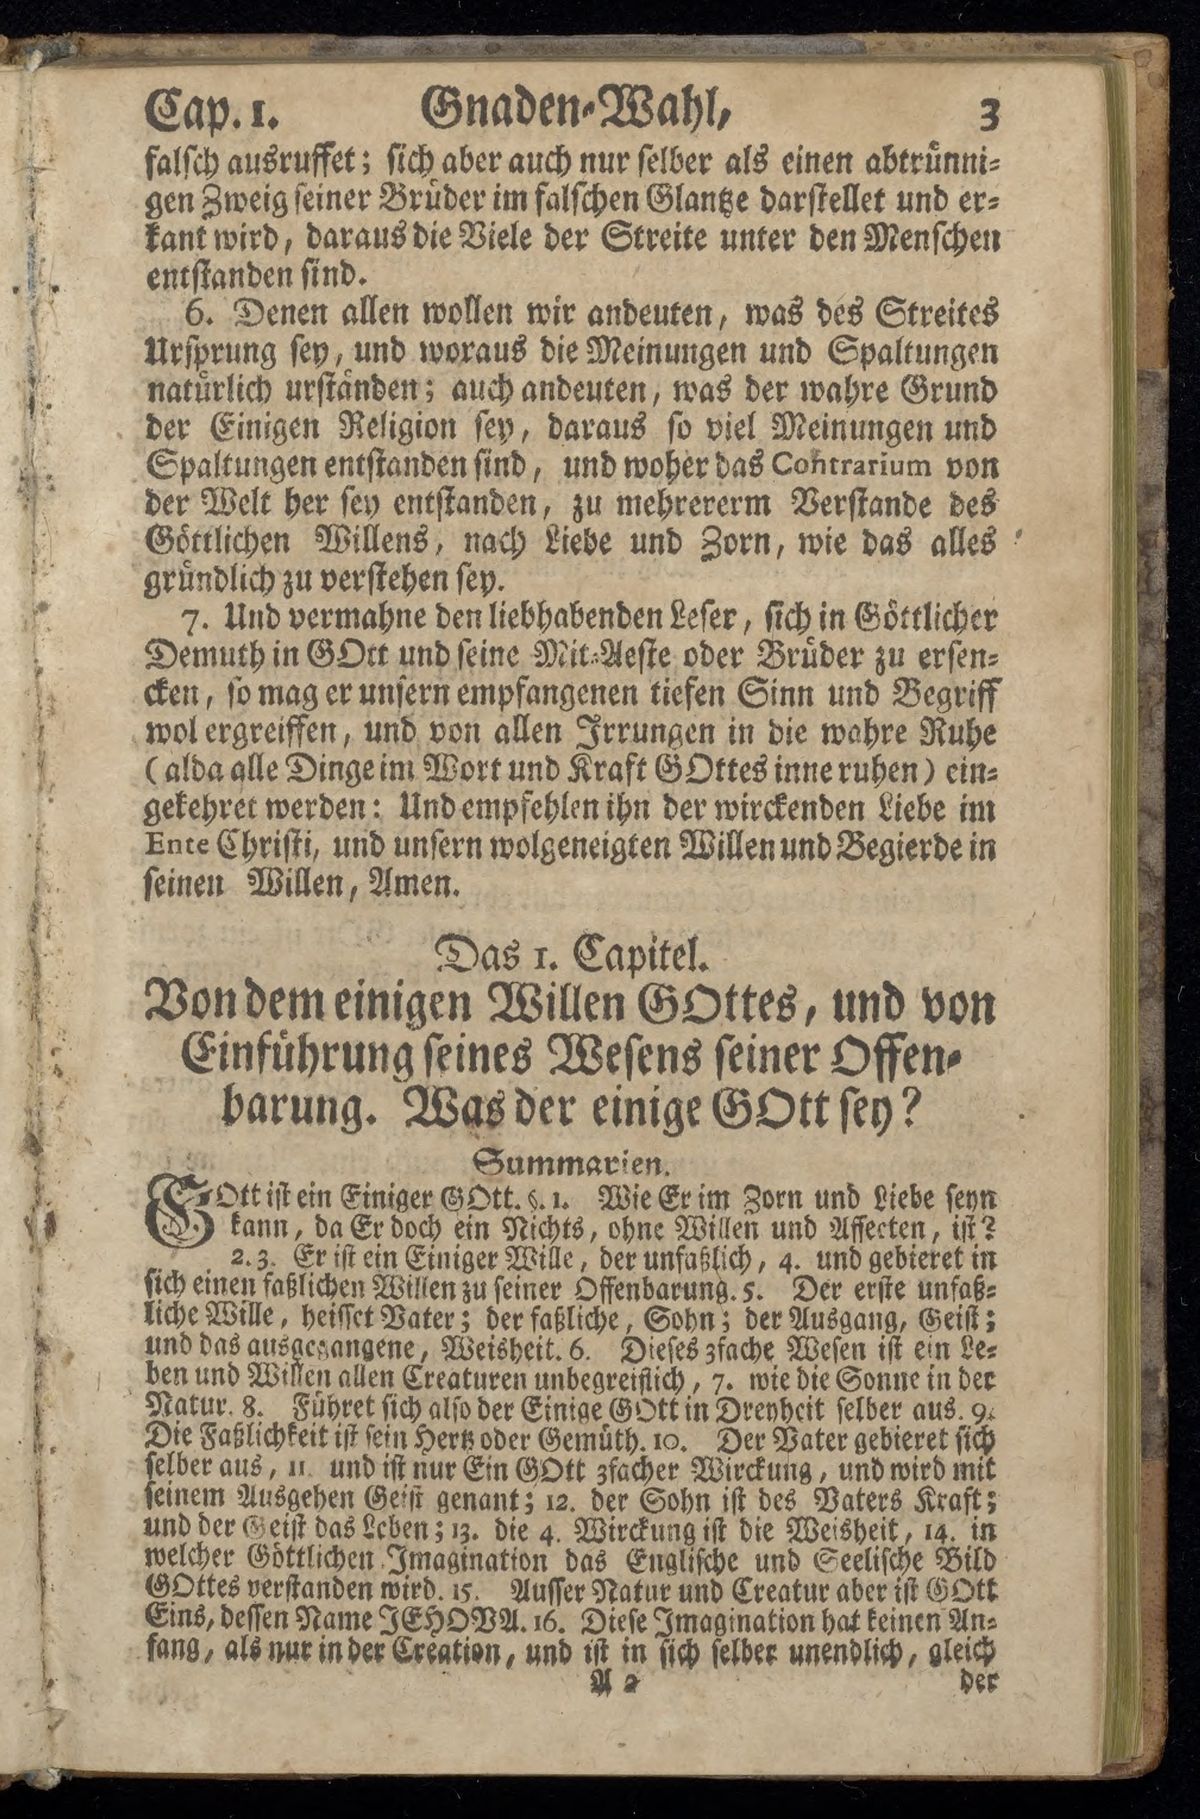 Cap. 1. Gnaden-Wahl, 3
falsch ausruffet; sich aber auch nur selber als einen abtrünni-
gen Zweig seiner Brüder im falschen Glantze darstellet und er-
kant wird, daraus die Viele der Streite unter den Menschen
entstanden sind.
6. Denen allen wollen wir andeuten, was des Streites
Ursprung sey, und woraus die Meinungen und Spaltungen
natürlich urständen; auch andeuten, was der wahre Grund
der Einigen Religion sey, daraus so viel Meinungen und
Spaltungen entstanden sind, und woher das Contrarium von
der Welt her sey entstanden, zu mehrererm Verstande des
Göttlichen Willens, nach Liebe und Zorn, wie das alles
gründlich zu verstehen sey.
7. Und vermahne den liebhabenden Leser, sich in Göttlicher
Demuth in GOtt und seine Mit-Aeste oder Brüder zu ersen-
cken, so mag er unsern empfangenen tiefen Sinn und Begriff
wol ergreiffen, und von allen Irrungen in die wahre Ruhe
(alda alle Dinge im Wort und Kraft GOttes inne ruhen) ein-
gekehret werden: Und empfehlen ihn der wirckenden Liebe im
Ente Christi, und unsern wolgeneigten Willen und Begierde in
seinen Willen, Amen.
Das 1. Capitel.
Von dem einigen Willen GOttes, und von
Einführung seines Wesens seiner Offen-
barung. Was der einige GOtt sey?
Summarien.
GOtt ist ein Einiger GOtt. §. 1. Wie Er im Zorn und Liebe seyn
kann, da Er doch ein Nichts, ohne Willen und Affecten, ist?
2. 3. Er ist ein Einiger Wille, der unfaßlich, 4. und gebieret in
sich einen faßlichen Willen zu seiner Offenbarung. 5. Der erste unfaß-
liche Wille, heisset Vater; der faßliche, Sohn; der Ausgang, Geist;
und das ausgegangene, Weisheit. 6. Dieses 3fache Wesen ist ein Le-
ben und Willen allen Creaturen unbegreiflich, 7. wie die Sonne in der
Natur. 8. Führet sich also der Einige GOtt in Dreyheit selber aus. 9.
Die Faßlichkeit ist sein Hertz oder Gemüth. 10. Der Vater gebieret sich
selber aus, 11. und ist nur Ein GOtt 3facher Wirckung, und wird mit
seinem Ausgehen Geist genant; 12. der Sohn ist des Vaters Kraft;
und der Geist das Leben; 13. die 4. Wirckung ist die Weisheit, 14. in
welcher Göttlichen Imagination das Englische und Seelische Bild
GOttes verstanden wird. 15. Ausser Natur und Creatur aber ist GOtt
Eins, dessen Name JEHOVA. 16. Diese Imagination hat keinen An-
fang, als nur in der Creation, und ist in sich selber unendlich, gleich
A 2 der